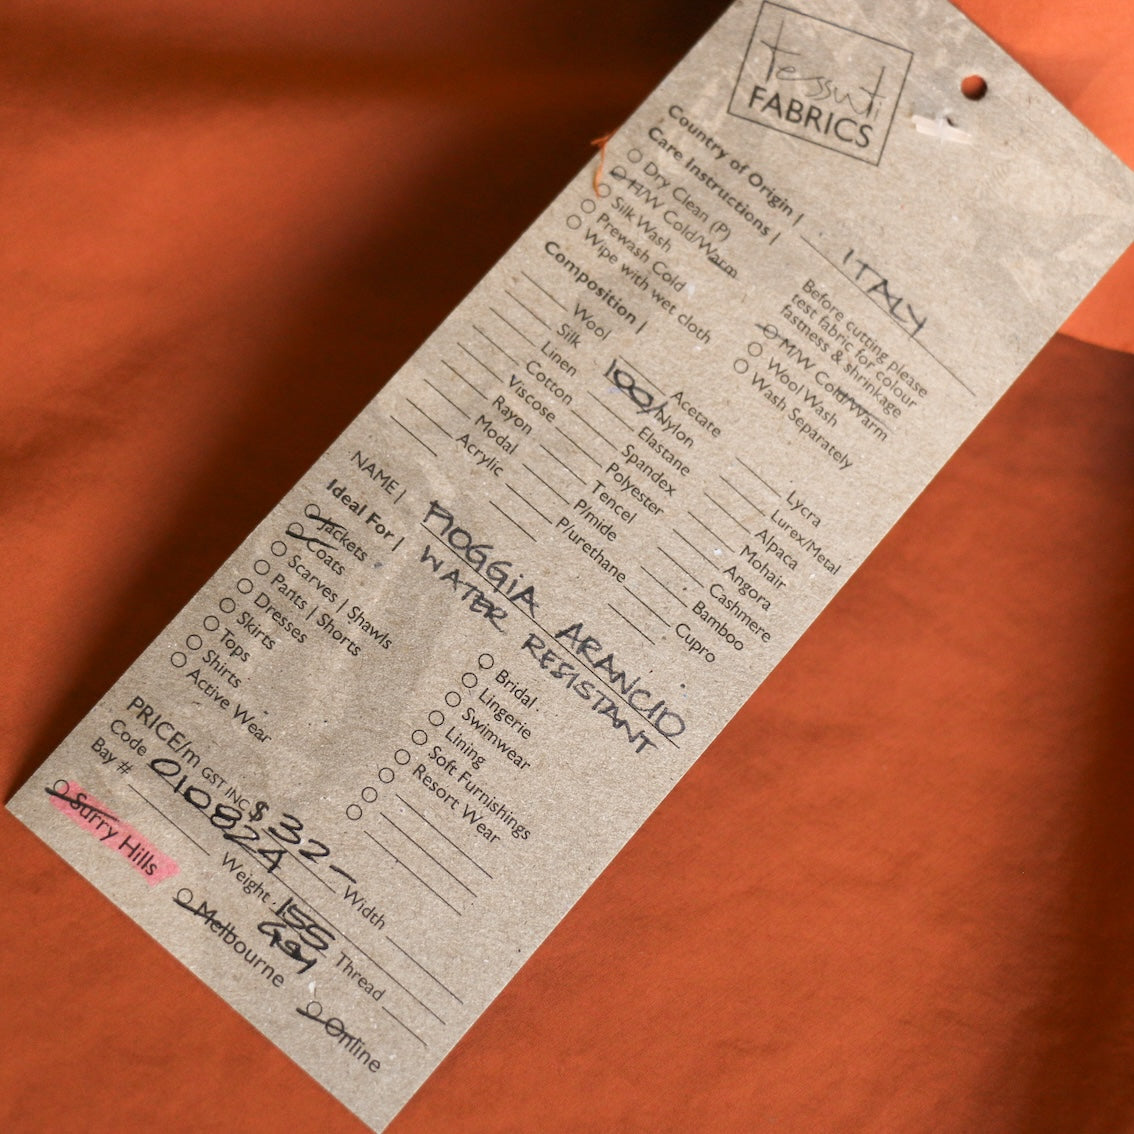 tessuti
FABRICS
Country of Origin | ITALY
Care Instructions |
Dry Clean (P)
H/W Cold/Warm
Silk Wash
Prewash Cold
Wipe with wet cloth
Before cutting please
test fabric for colour
fastness & shrinkage
M/W Cold/Warm
Wool Wash
Wash Separately
Composition |
Wool
Silk
Linen
Cotton
Viscose
Rayon
Modal
Acrylic
Acetate
100/Nylon
Elastane
Spandex
Polyester
Tencel
P/mide
P/urethane
Lycra
Lurex/Metal
Alpaca
Mohair
Angora
Cashmere
Bamboo
Cupro
NAME | PIOGGIA ARANCIO
WATER RESISTANT
Ideal For |
Jackets
Coats
Scarves | Shawls
Pants | Shorts
Dresses
Skirts
Tops
Shirts
Active Wear
Bridal
Lingerie
Swimwear
Lining
Soft Furnishings
Resort Wear
PRICE/m GST INC $32-
Code 010824 Width
Bay # Weight 155 GSM Thread
Surry Hills Melbourne Online